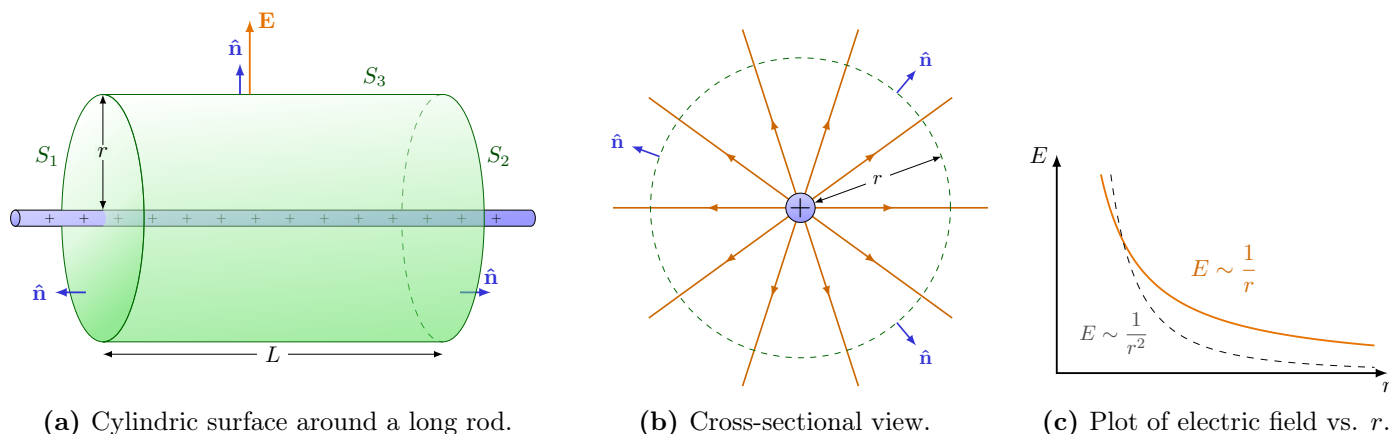 E
n̂
S₃
S₁
r
S₂
+ + + + + + + + + + + + + +
n̂
n̂
L
(a) Cylindric surface around a long rod.
n̂
n̂
r
+
n̂
(b) Cross-sectional view.
E
E ∼ 1/r
E ∼ 1/r²
r
(c) Plot of electric field vs. r.